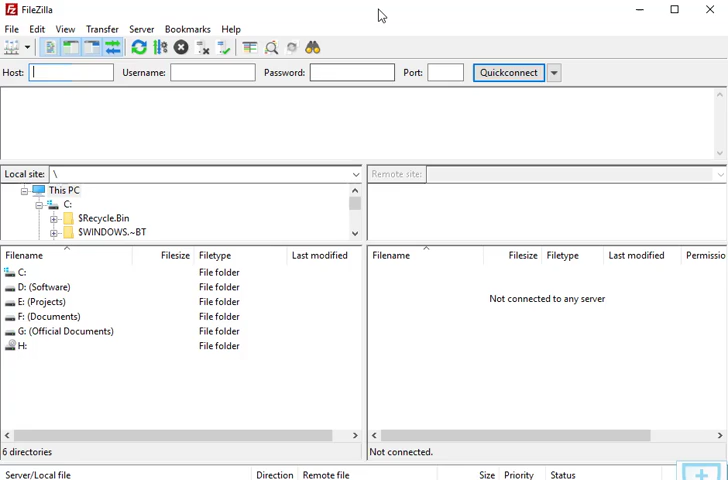 FileZilla
File Edit View Transfer Server Bookmarks Help
Host: Username: Password: Port: Quickconnect
Local site: \ Remote site:
This PC
C:
$Recycle.Bin
$WINDOWS.~BT
Filename Filesize Filetype Last modified Filename Filesize Filetype Last modified Permissio
C: File folder
D: (Software) File folder
E: (Projects) File folder
F: (Documents) File folder
G: (Official Documents) File folder
H: File folder
Not connected to any server
6 directories Not connected.
Server/Local file Direction Remote file Size Priority Status